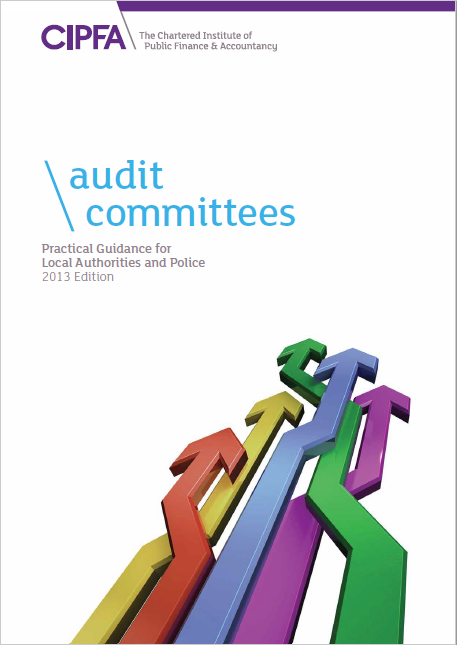 CIPFA
The Chartered Institute of
Public Finance & Accountancy
audit
committees
Practical Guidance for
Local Authorities and Police
2013 Edition